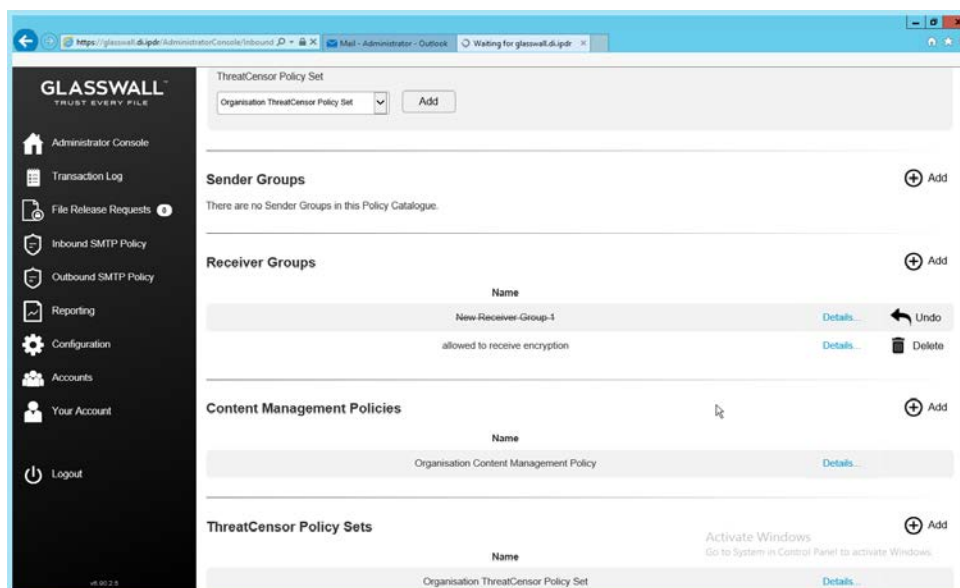 https://glasswall.di.ipdr/AdministratorConsole/Inbound
Mail - Administrator - Outlook
Waiting for glasswall.di.ipdr
GLASSWALL
TRUST EVERY FILE
Administrator Console
Transaction Log
File Release Requests 0
Inbound SMTP Policy
Outbound SMTP Policy
Reporting
Configuration
Accounts
Your Account
Logout
v6.90.2.5
ThreatCensor Policy Set
Organisation ThreatCensor Policy Set
Add
Sender Groups
Add
There are no Sender Groups in this Policy Catalogue.
Receiver Groups
Add
Name
New Receiver Group 1
Details...
Undo
allowed to receive encryption
Details...
Delete
Content Management Policies
Add
Name
Organisation Content Management Policy
Details...
ThreatCensor Policy Sets
Add
Name
Organisation ThreatCensor Policy Set
Details...
Activate Windows
Go to System in Control Panel to activate Windows.